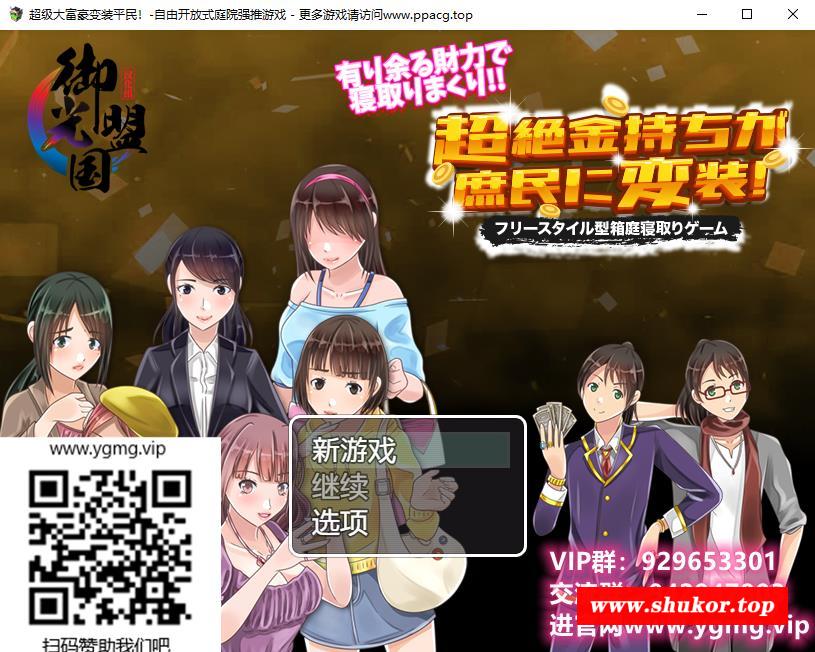 超级大富豪变装平民！-自由开放式庭院强推游戏 - 更多游戏请访问www.ppacg.top
御光盟国
汉化组
有り余る財力で
寝取りまくり!!
超絶金持ちが
庶民に変装!
フリースタイル型箱庭寝取りゲーム
新游戏
继续
选项
www.ygmg.vip
扫码赞助我们吧
VIP群：929653301
交流群：
www.shukor.top
进官网www.ygmg.vip